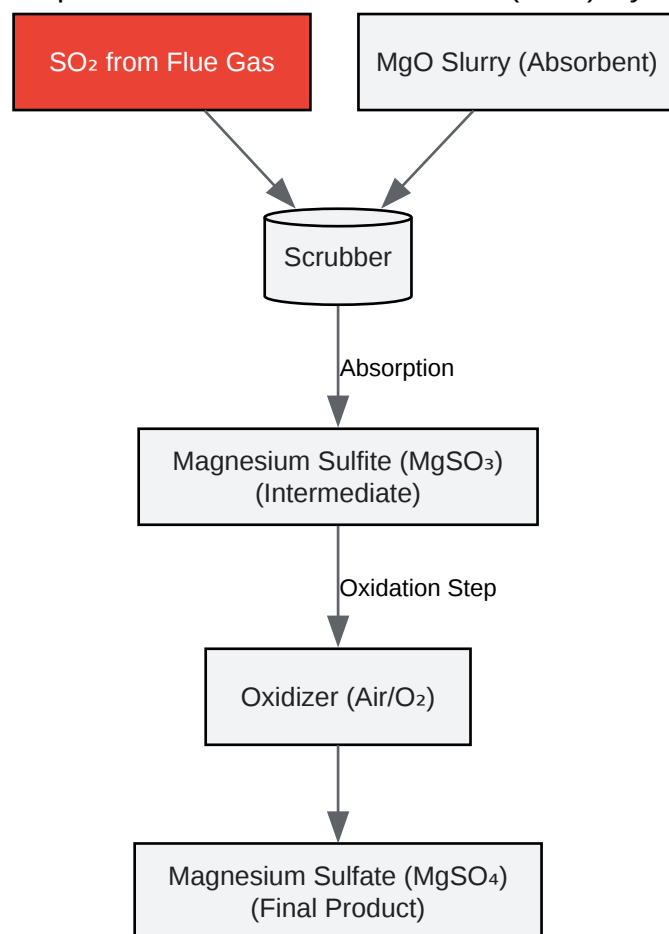 SO₂ from Flue Gas
MgO Slurry (Absorbent)
Scrubber
Absorption
Magnesium Sulfite (MgSO₃)
(Intermediate)
Oxidation Step
Oxidizer (Air/O₂)
Magnesium Sulfate (MgSO₄)
(Final Product)